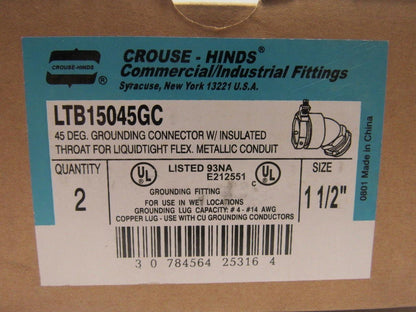 CROUSE-HINDS
®
CROUSE - HINDS®
Commercial/Industrial Fittings
Syracuse, New York 13221 U.S.A.
LTB15045GC
45 DEG. GROUNDING CONNECTOR W/ INSULATED
THROAT FOR LIQUIDTIGHT FLEX. METALLIC CONDUIT
QUANTITY
2
UL
LISTED 93NA
E212551
C UL
SIZE
1 1/2"
GROUNDING FITTING
FOR USE IN WET LOCATIONS
GROUNDING LUG CAPACITY: # 4 - #14 AWG
COPPER LUG - USE WITH CU GROUNDING CONDUCTORS
3 0 784564 25316 4
0801 Made in China